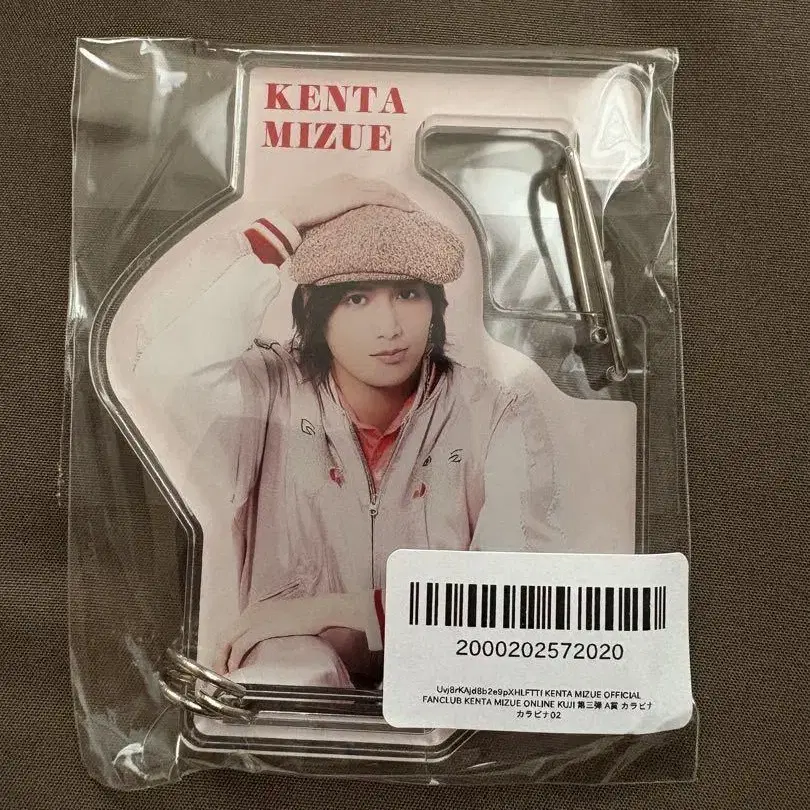 KENTA
MIZUE
2000202572020
Uvj8rKAjd8b2e9pXHLFTTf KENTA MIZUE OFFICIAL
FANCLUB KENTA MIZUE ONLINE KUJI 第三弾 A賞 カラビナ
カラビナ02